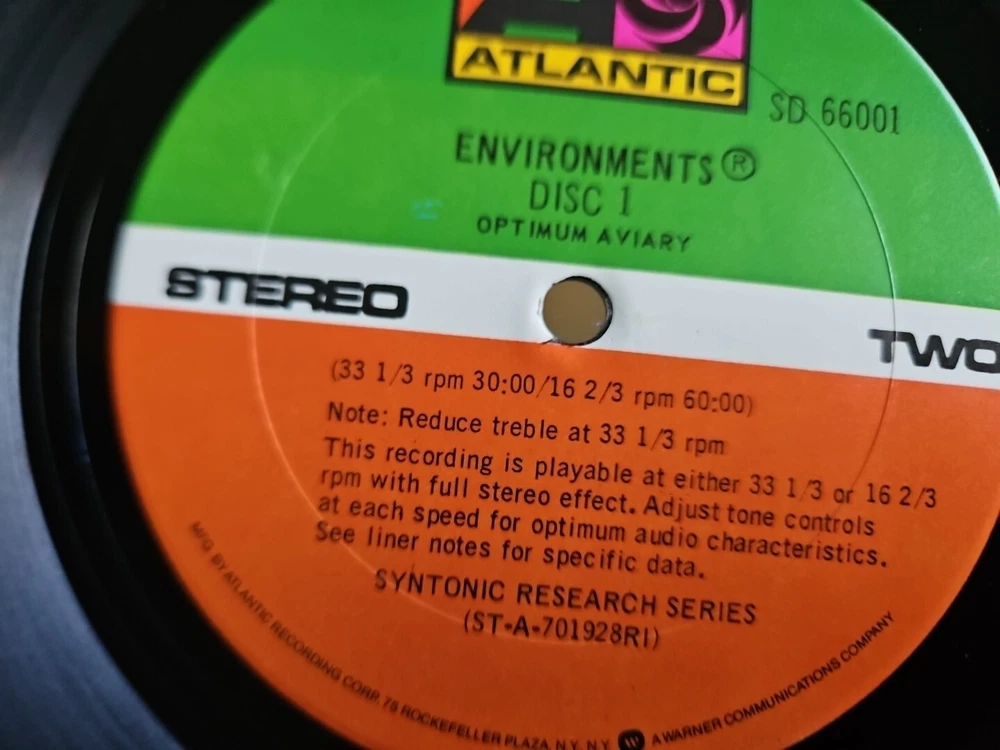 ATLANTIC
SD 66001
ENVIRONMENTS®
DISC 1
OPTIMUM AVIARY
STEREO
TWO
(33 1/3 rpm 30:00/16 2/3 rpm 60:00)
Note: Reduce treble at 33 1/3 rpm
This recording is playable at either 33 1/3 or 16 2/3
rpm with full stereo effect. Adjust tone controls
at each speed for optimum audio characteristics.
See liner notes for specific data.
SYNTONIC RESEARCH SERIES
(ST-A-701928RI)
MFG. BY ATLANTIC RECORDING CORP. 75 ROCKEFELLER PLAZA, N.Y. N.Y. A WARNER COMMUNICATIONS COMPANY